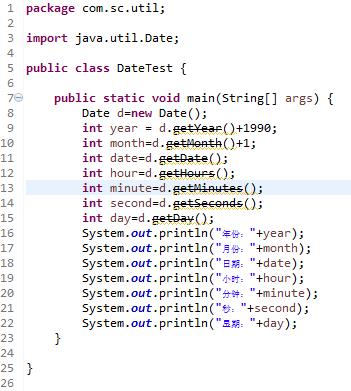 1 package com.sc.util;
2
3 import java.util.Date;
4
5 public class DateTest {
6
7 public static void main(String[] args) {
8 Date d=new Date();
9 int year = d.getYear()+1990;
10 int month=d.getMonth()+1;
11 int date=d.getDate();
12 int hour=d.getHours();
13 int minute=d.getMinutes();
14 int second=d.getSeconds();
15 int day=d.getDay();
16 System.out.println("年份："+year);
17 System.out.println("月份："+month);
18 System.out.println("日期："+date);
19 System.out.println("小时："+hour);
20 System.out.println("分钟："+minute);
21 System.out.println("秒："+second);
22 System.out.println("星期："+day);
23 }
24
25 }
26